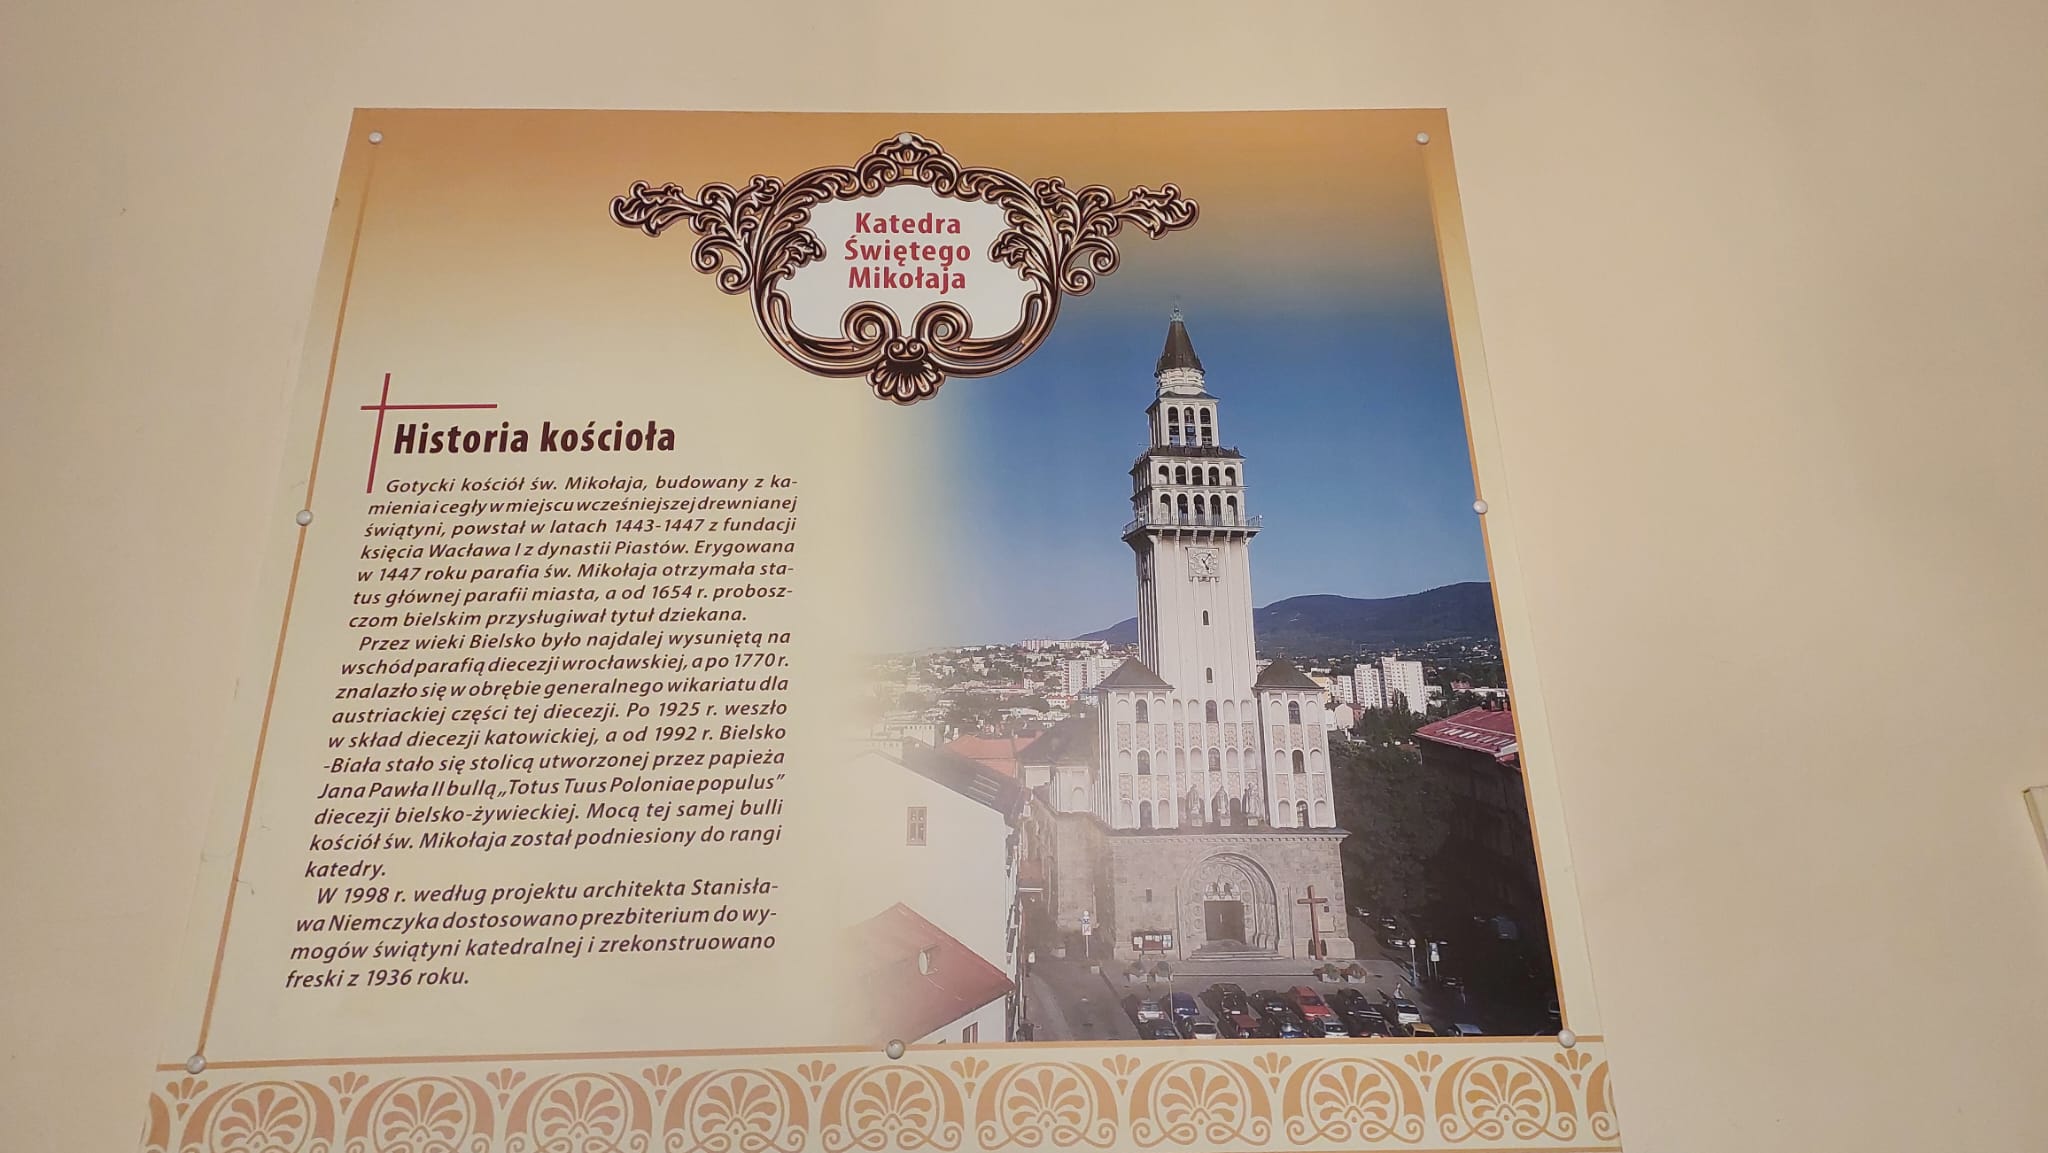 Katedra
Świętego
Mikołaja
Historia kościoła
Gotycki kościół św. Mikołaja, budowany z ka-
mienia i cegły w miejscu wcześniejszej drewnianej
świątyni, powstał w latach 1443-1447 z fundacji
księcia Wacława I z dynastii Piastów. Erygowana
w 1447 roku parafia św. Mikołaja otrzymała sta-
tus głównej parafii miasta, a od 1654 r. probosz-
czom bielskim przysługiwał tytuł dziekana.
Przez wieki Bielsko było najdalej wysuniętą na
wschód parafią diecezji wrocławskiej, a po 1770 r.
znalazło się w obrębie generalnego wikariatu dla
austriackiej części tej diecezji. Po 1925 r. weszło
w skład diecezji katowickiej, a od 1992 r. Bielsko
-Biała stało się stolicą utworzonej przez papieża
Jana Pawła II bullą „Totus Tuus Poloniae populus”
diecezji bielsko-żywieckiej. Mocą tej samej bulli
kościół św. Mikołaja został podniesiony do rangi
katedry.
W 1998 r. według projektu architekta Stanisła-
wa Niemczyka dostosowano prezbiterium do wy-
mogów świątyni katedralnej i zrekonstruowano
freski z 1936 roku.